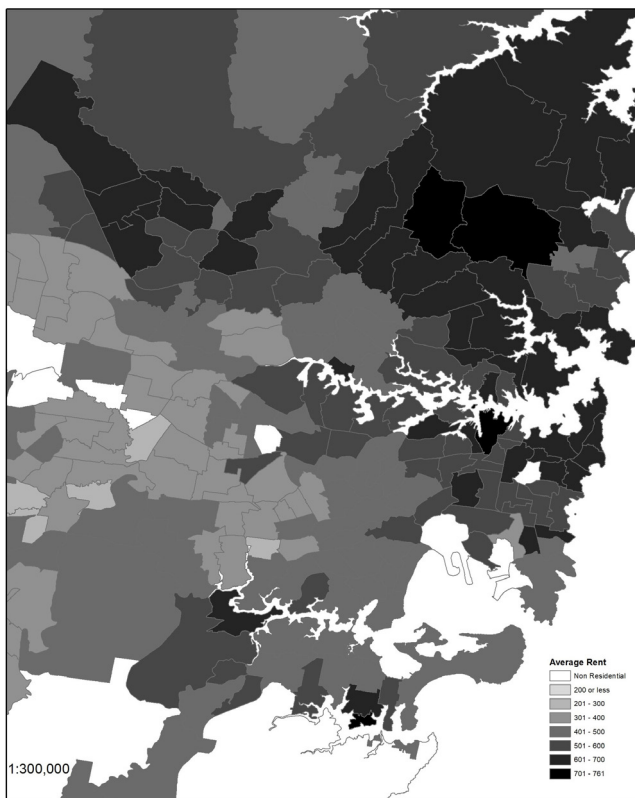 Average Rent
Non Residential
200 or less
201 - 300
301 - 400
401 - 500
501 - 600
601 - 700
701 - 761
1:300,000